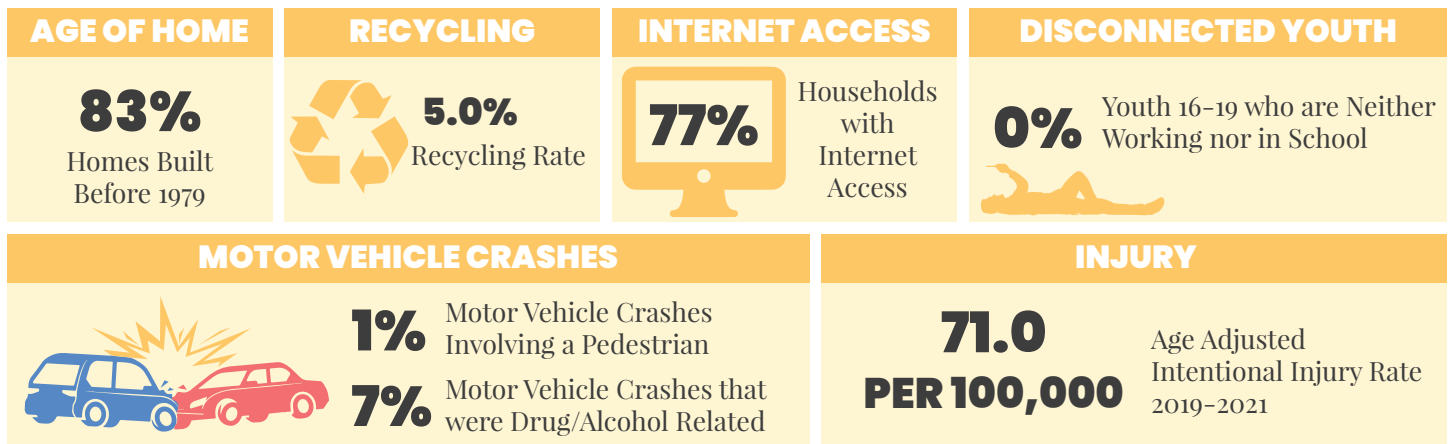 AGE OF HOME
83%
Homes Built
Before 1979
RECYCLING
5.0%
Recycling Rate
INTERNET ACCESS
77%
Households
with
Internet
Access
DISCONNECTED YOUTH
0%
Youth 16-19 who are Neither
Working nor in School
MOTOR VEHICLE CRASHES
1%
Motor Vehicle Crashes
Involving a Pedestrian
7%
Motor Vehicle Crashes that
were Drug/Alcohol Related
INJURY
71.0
PER 100,000
Age Adjusted
Intentional Injury Rate
2019-2021